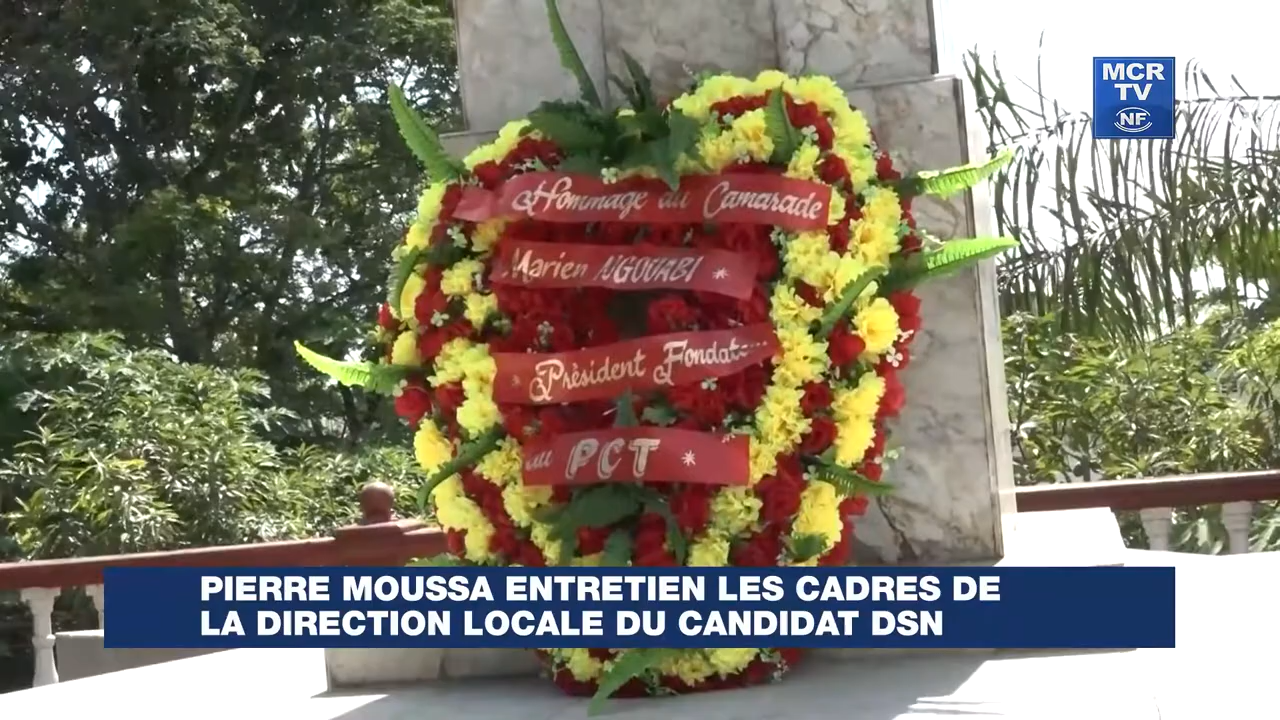 MCR
TV
NF
Hommage au Camarade
Marien NGOUABI *
* Président
au PCT *
PIERRE MOUSSA ENTRETIEN LES CADRES DE
LA DIRECTION LOCALE DU CANDIDAT DSN